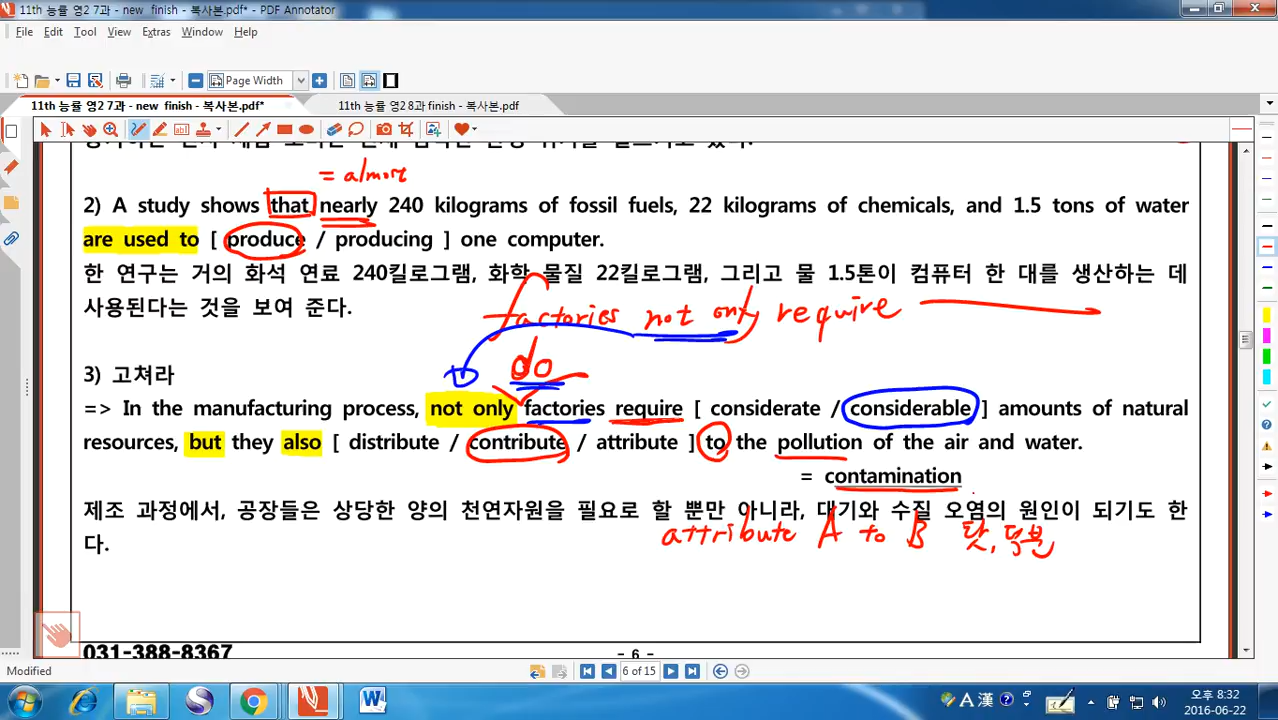 11th 능률 영2 7과 - new finish - 복사본.pdf* - PDF Annotator
File Edit Tool View Extras Window Help
Page Width
11th 능률 영2 7과 - new finish - 복사본.pdf* 11th 능률 영2 8과 finish - 복사본.pdf
= almost
2) A study shows that nearly 240 kilograms of fossil fuels, 22 kilograms of chemicals, and 1.5 tons of water
are used to [ produce / producing ] one computer.
한 연구는 거의 화석 연료 240킬로그램, 화학 물질 22킬로그램, 그리고 물 1.5톤이 컴퓨터 한 대를 생산하는 데
사용된다는 것을 보여 준다.
factories not only require
do
3) 고쳐라
=> In the manufacturing process, not only factories require [ considerate / considerable ] amounts of natural
resources, but they also [ distribute / contribute / attribute ] to the pollution of the air and water.
= contamination
제조 과정에서, 공장들은 상당한 양의 천연자원을 필요로 할 뿐만 아니라, 대기와 수질 오염의 원인이 되기도 한
다.
attribute A to B 탓, 덕분
031-388-8367
- 6 -
Modified 6 of 15
A 漢
오후 8:32
2016-06-22